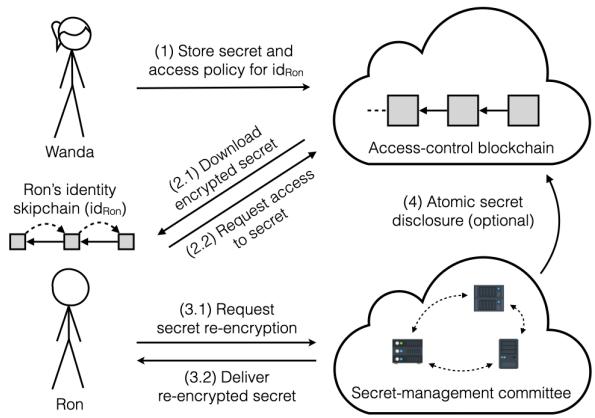 (1) Store secret and
access policy for idRon
Wanda
Access-control blockchain
(2.1) Download
encrypted secret
Ron's identity
skipchain (idRon)
(2.2) Request access
to secret
(4) Atomic secret
disclosure (optional)
(3.1) Request
secret re-encryption
(3.2) Deliver
re-encrypted secret
Ron
Secret-management committee